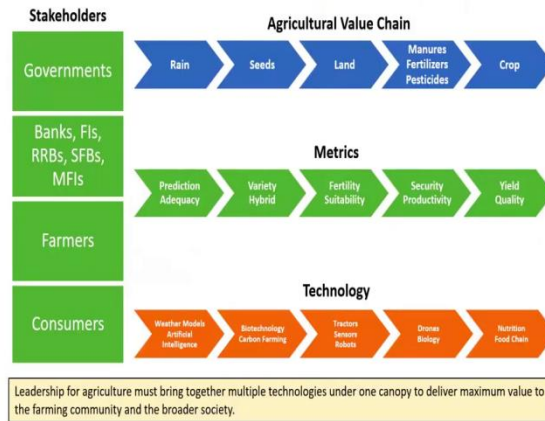 Stakeholders
Governments
Banks, FIs,
RRBs, SFBs,
MFIs
Farmers
Consumers
Agricultural Value Chain
Rain
Seeds
Land
Manures
Fertilizers
Pesticides
Crop
Metrics
Prediction
Adequacy
Variety
Hybrid
Fertility
Suitability
Security
Productivity
Yield
Quality
Technology
Weather Models
Artificial
Intelligence
Biotechnology
Carbon Farming
Tractors
Sensors
Robots
Drones
Biology
Nutrition
Food Chain
Leadership for agriculture must bring together multiple technologies under one canopy to deliver maximum value to
the farming community and the broader society.